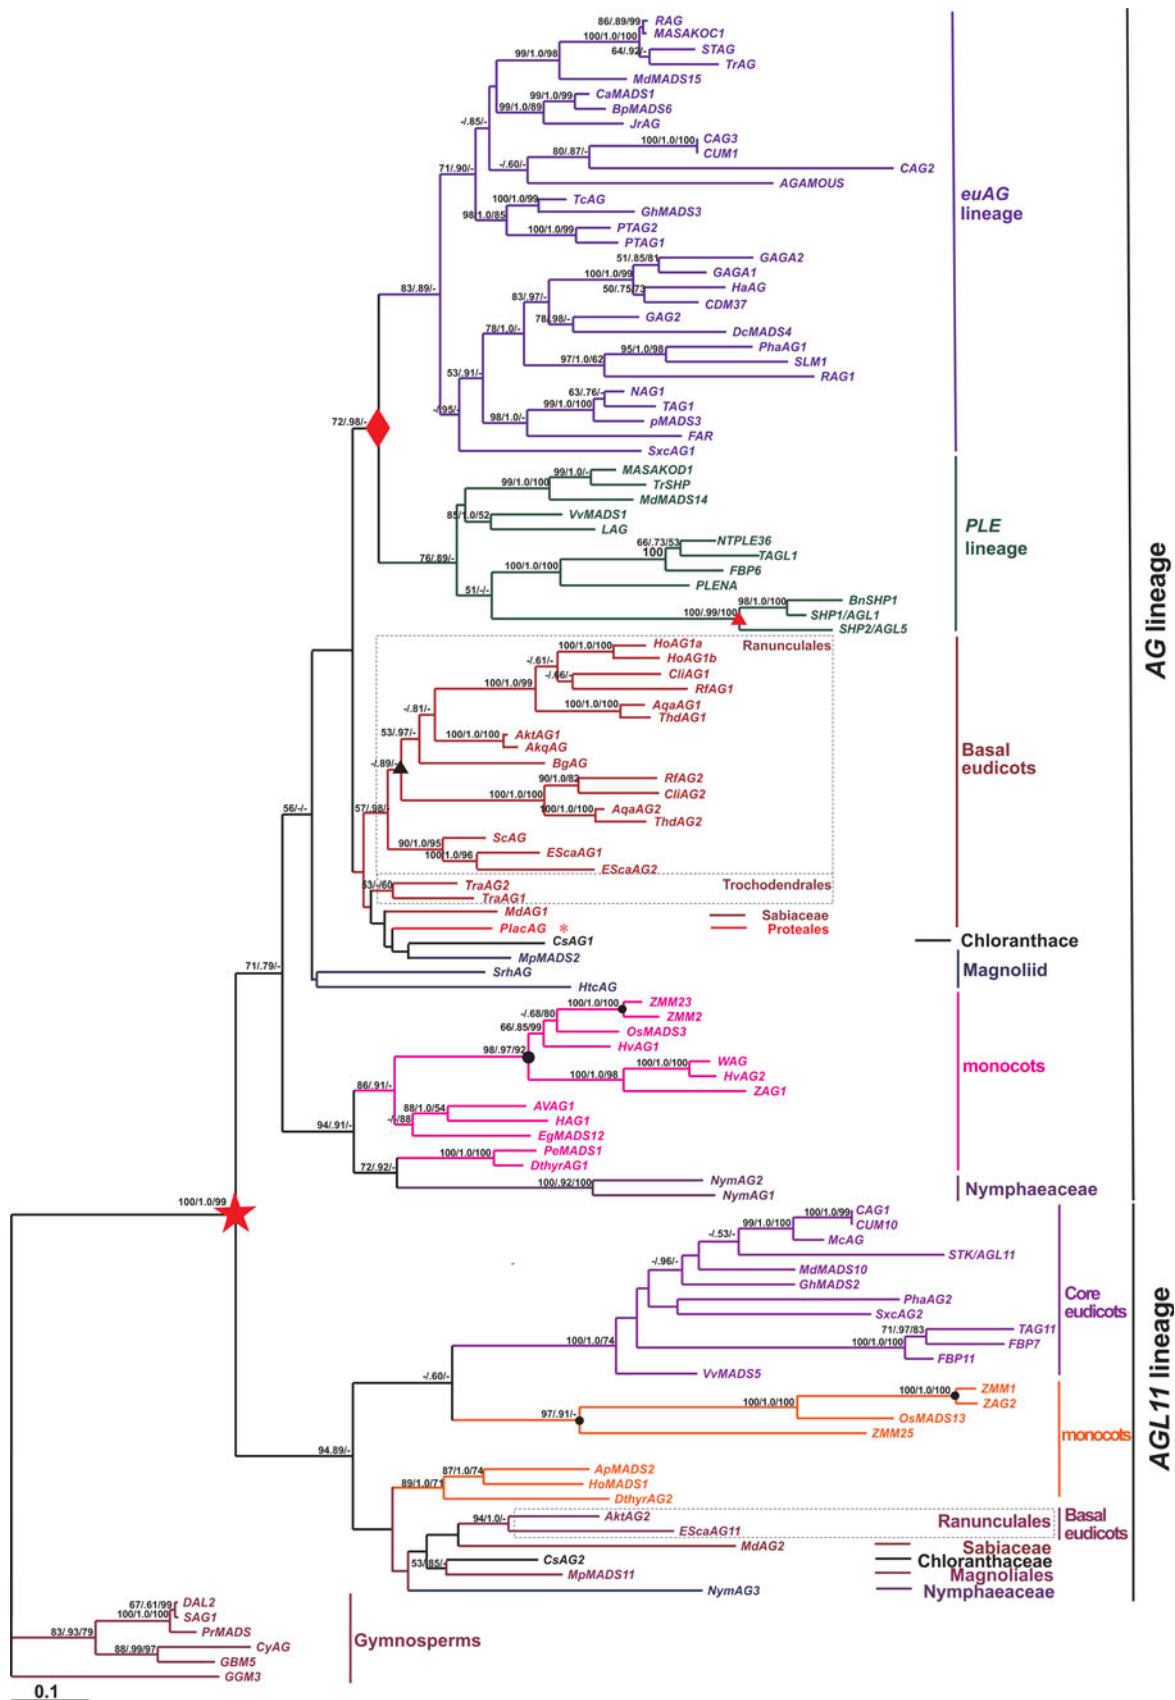 86/.89/99
RAG
MASAKOC1
100/1.0/100
STAG
99/1.0/98
64/.92/-
TrAG
MdMADS15
99/1.0/99
CaMADS1
99/1.0/89
BpMADS6
-/.85/-
JrAG
100/1.0/100
CAG3
CUM1
80/.87/-
-/.60/-
CAG2
71/.90/-
AGAMOUS
100/1.0/99
TcAG
98/1.0/85
GhMADS3
100/1.0/99
PTAG2
PTAG1
euAG
lineage
51/.85/81
GAGA2
100/1.0/99
GAGA1
50/.75/73
HaAG
83/.89/-
83/.97/-
CDM37
78/.98/-
GAG2
78/1.0/-
DcMADS4
95/1.0/98
PhaAG1
97/1.0/62
SLM1
53/.91/-
RAG1
63/.76/-
NAG1
99/1.0/100
TAG1
-/.95/-
98/1.0/-
pMADS3
72/.98/-
FAR
SxcAG1
99/1.0/-
MASAKOD1
99/1.0/100
TrSHP
MdMADS14
85/1.0/52
VvMADS1
LAG
PLE
lineage
66/.73/53
NTPLE36
100
TAGL1
76/.89/-
100/1.0/100
FBP6
PLENA
51/-/-
98/1.0/100
BnSHP1
100/.99/100
SHP1/AGL1
SHP2/AGL5
AG lineage
100/1.0/100
HoAG1a
Ranunculales
-/.61/-
HoAG1b
-/.66/-
CliAG1
100/1.0/99
RfAG1
-/.81/-
100/1.0/100
AqaAG1
ThdAG1
53/.97/-
100/1.0/100
AktAG1
AkqAG
Basal
eudicots
-/.89/-
BgAG
90/1.0/82
RfAG2
100/1.0/100
CliAG2
57/.98/-
100/1.0/100
AqaAG2
56/-/-
ThdAG2
90/1.0/95
ScAG
100/1.0/96
EScaAG1
EScaAG2
53/-/60
TraAG2
Trochodendrales
TraAG1
MdAG1
Sabiaceae
PlacAG *
Proteales
CsAG1
Chloranthace
MpMADS2
71/.79/-
SrhAG
Magnoliid
HtcAG
100/1.0/100
ZMM23
-/.68/80
ZMM2
66/.85/99
OsMADS3
98/.97/92
HvAG1
100/1.0/100
WAG
100/1.0/98
HvAG2
monocots
86/.91/-
ZAG1
88/1.0/54
AVAG1
-/-/88
HAG1
94/.91/-
EgMADS12
100/1.0/100
PeMADS1
72/.92/-
DthyrAG1
100/.92/100
NymAG2
Nymphaeaceae
NymAG1
100/1.0/99
100/1.0/99
CAG1
99/1.0/100
CUM10
-/.53/-
McAG
STK/AGL11
-/.96/-
MdMADS10
GhMADS2
Core
eudicots
PhaAG2
SxcAG2
71/.97/83
TAG11
100/1.0/74
100/1.0/100
FBP7
FBP11
-/.60/-
VvMADS5
AGL11 lineage
100/1.0/100
ZMM1
100/1.0/100
ZAG2
97/.91/-
OsMADS13
ZMM25
monocots
94.89/-
87/1.0/74
ApMADS2
89/1.0/71
HoMADS1
DthyrAG2
94/1.0/-
AktAG2
Ranunculales
Basal
eudicots
EScaAG11
MdAG2
Sabiaceae
53/.85/-
CsAG2
Chloranthaceae
MpMADS11
Magnoliales
NymAG3
Nymphaeaceae
67/.61/99
DAL2
100/1.0/100
SAG1
83/.93/79
PrMADS
Gymnosperms
88/.99/97
CyAG
GBM5
GGM3
0.1